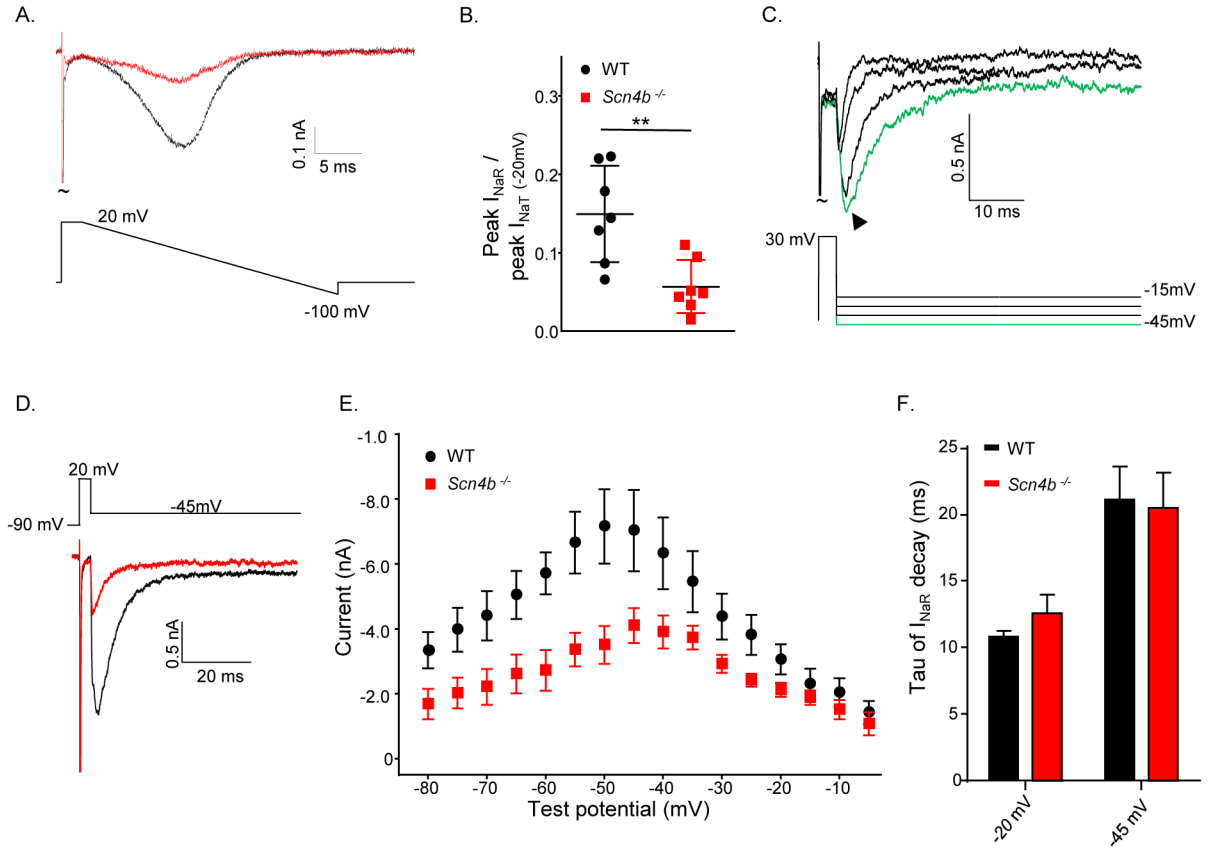 A.
0.1 nA
5 ms
~
20 mV
-100 mV
B.
WT
Scn4b -/-
**
0.3
0.2
0.1
0.0
Peak INaR /
peak INaT (-20mV)
C.
0.5 nA
10 ms
~
30 mV
-15mV
-45mV
D.
20 mV
-45mV
-90 mV
0.5 nA
20 ms
E.
WT
Scn4b -/-
-1.0
-8.0
-6.0
-4.0
-2.0
0
Current (nA)
-80 -70 -60 -50 -40 -30 -20 -10
Test potential (mV)
F.
WT
Scn4b -/-
25
20
15
10
5
0
Tau of INaR decay (ms)
-20 mV
-45 mV